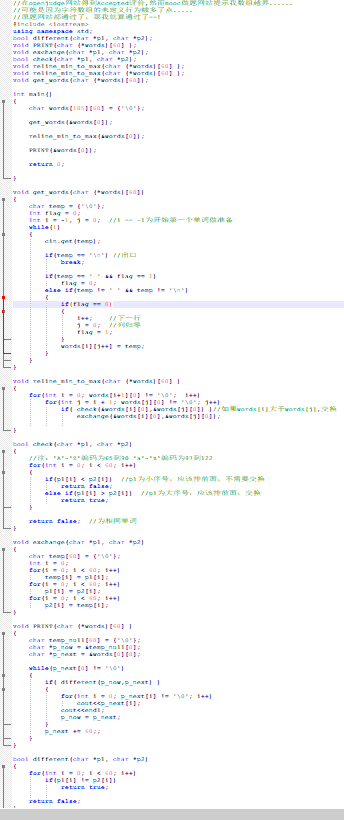 //在openjudge网站得到Accepted评价,然而mooc原题网站提示我数组越界......
//可能是因为字符数组的未定义行为贼多了点.....
//原题网站都通过了，那我就算通过了--!
#include <iostream>
using namespace std;
bool different(char *p1, char *p2);
void PRINT(char (*words)[60] );
void exchange(char *p1, char *p2);
bool check(char *p1, char *p2);
void reline_min_to_max(char (*words)[60] );
void get_words(char (*words)[60]);
int main()
{
char words[105][60] = {'\0'};
get_words(&words[0]);
reline_min_to_max(&words[0]);
PRINT(&words[0]);
return 0;
}
void get_words(char (*words)[60])
{
char temp = {'\0'};
int flag = 0;
int i = -1, j = 0; //i = -1为开始第一个单词做准备
while(1)
{
cin.get(temp);
if(temp == '\n') //出口
break;
if(temp == ' ' && flag == 1)
flag = 0;
else if(temp != ' ' && temp != '\n')
{
if(flag == 0)
{
i++; //下一行
j = 0; //列归零
flag = 1;
}
words[i][j++] = temp;
}
}
}
void reline_min_to_max(char (*words)[60] )
{
for(int i = 0; words[i+1][0] != '\0'; i++)
for(int j = i + 1; words[j][0] != '\0'; j++)
if( check(&words[i][0],&words[j][0]) )//如果words[i]大于words[j],交换
exchange(&words[i][0],&words[j][0]);
}
bool check(char *p1, char *p2)
{
//注：'A'-'Z'编码为65到90 'a'-'z'编码为97到122
for(int i = 0; i < 60; i++)
{
if(p1[i] < p2[i]) //p1为小序号，应该排前面，不需要交换
return false;
else if(p1[i] > p2[i]) //p1为大序号，应该排前面，交换
return true;
}
return false; //为相同单词
}
void exchange(char *p1, char *p2)
{
char temp[60] = {'\0'};
int i = 0;
for(i = 0; i < 60; i++)
temp[i] = p1[i];
for(i = 0; i < 60; i++)
p1[i] = p2[i];
for(i = 0; i < 60; i++)
p2[i] = temp[i];
}
void PRINT(char (*words)[60] )
{
char temp_null[60] = {'\0'};
char *p_now = &temp_null[0];
char *p_next = &words[0][0];
while(p_next[0] != '\0')
{
if( different(p_now,p_next) )
{
for(int i = 0; p_next[i] != '\0'; i++)
cout<<p_next[i];
cout<<endl;
p_now = p_next;
}
p_next += 60;;
}
}
bool different(char *p1, char *p2)
{
for(int i = 0; i < 60; i++)
if(p1[i] != p2[i])
return true;
return false;